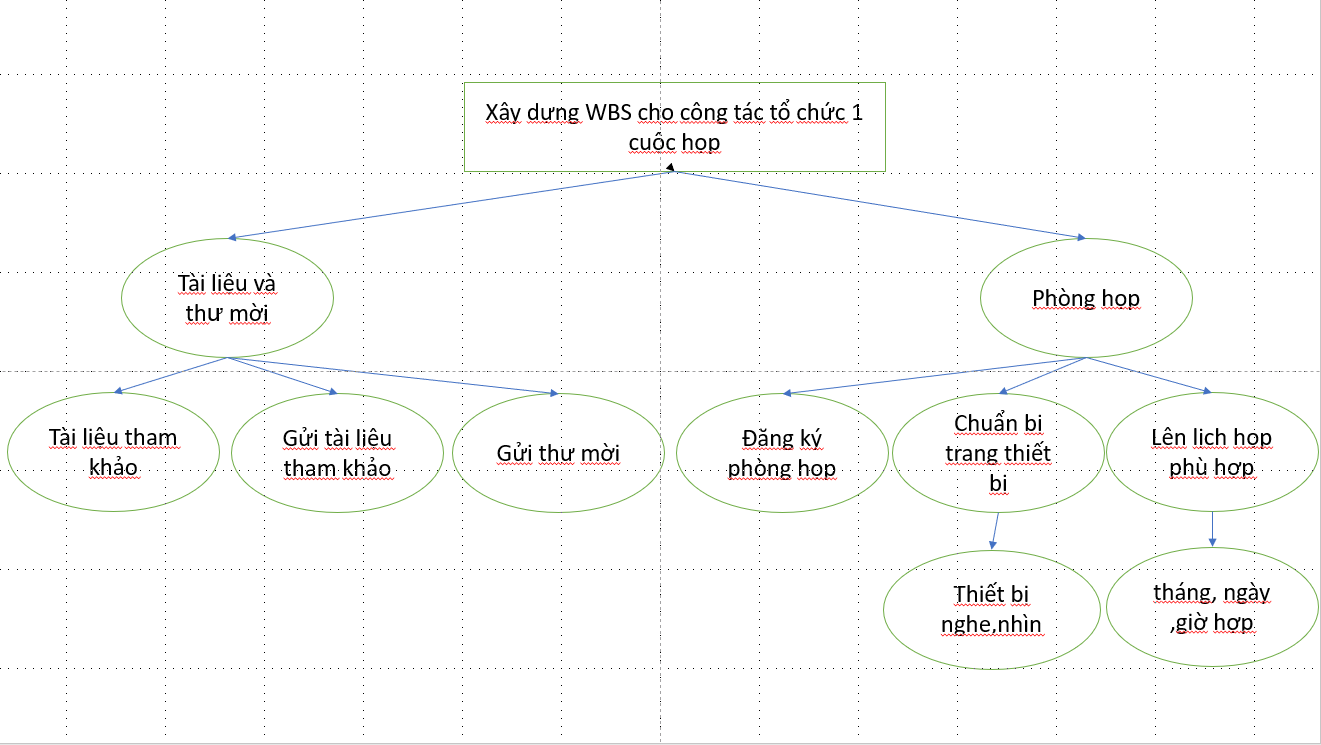 Xây dựng WBS cho công tác tổ chức 1
cuộc họp
Tài liệu và
thư mời
Phòng họp
Tài liệu tham
khảo
Gửi tài liệu
tham khảo
Gửi thư mời
Đăng ký
phòng họp
Chuẩn bị
trang thiết
bị
Lên lịch họp
phù hợp
Thiết bị
nghe,nhìn
tháng, ngày
,giờ hợp